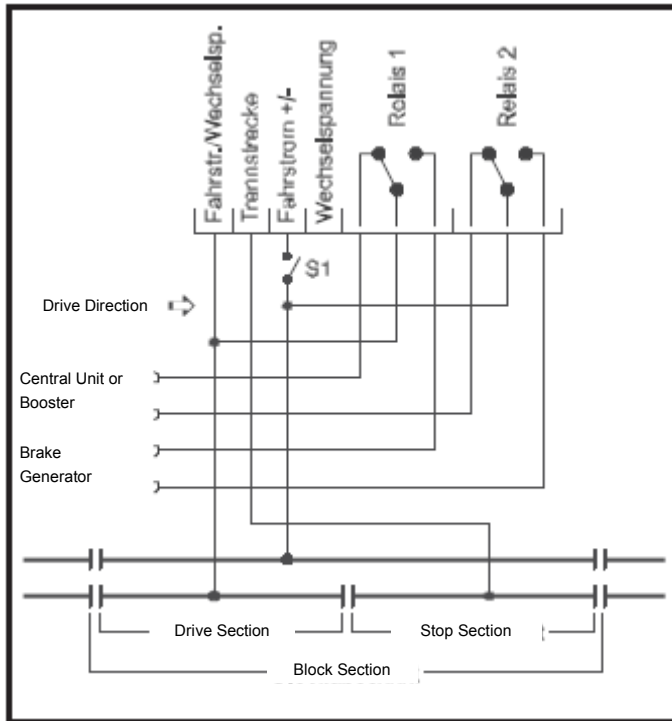 Fahrstr./Wechselsp.
Trennstrecke
Fahrstrom +/-
Wechselspannung
Relais 1
Relais 2
S1
Drive Direction
Central Unit or
Booster
Brake
Generator
Drive Section
Stop Section
Block Section